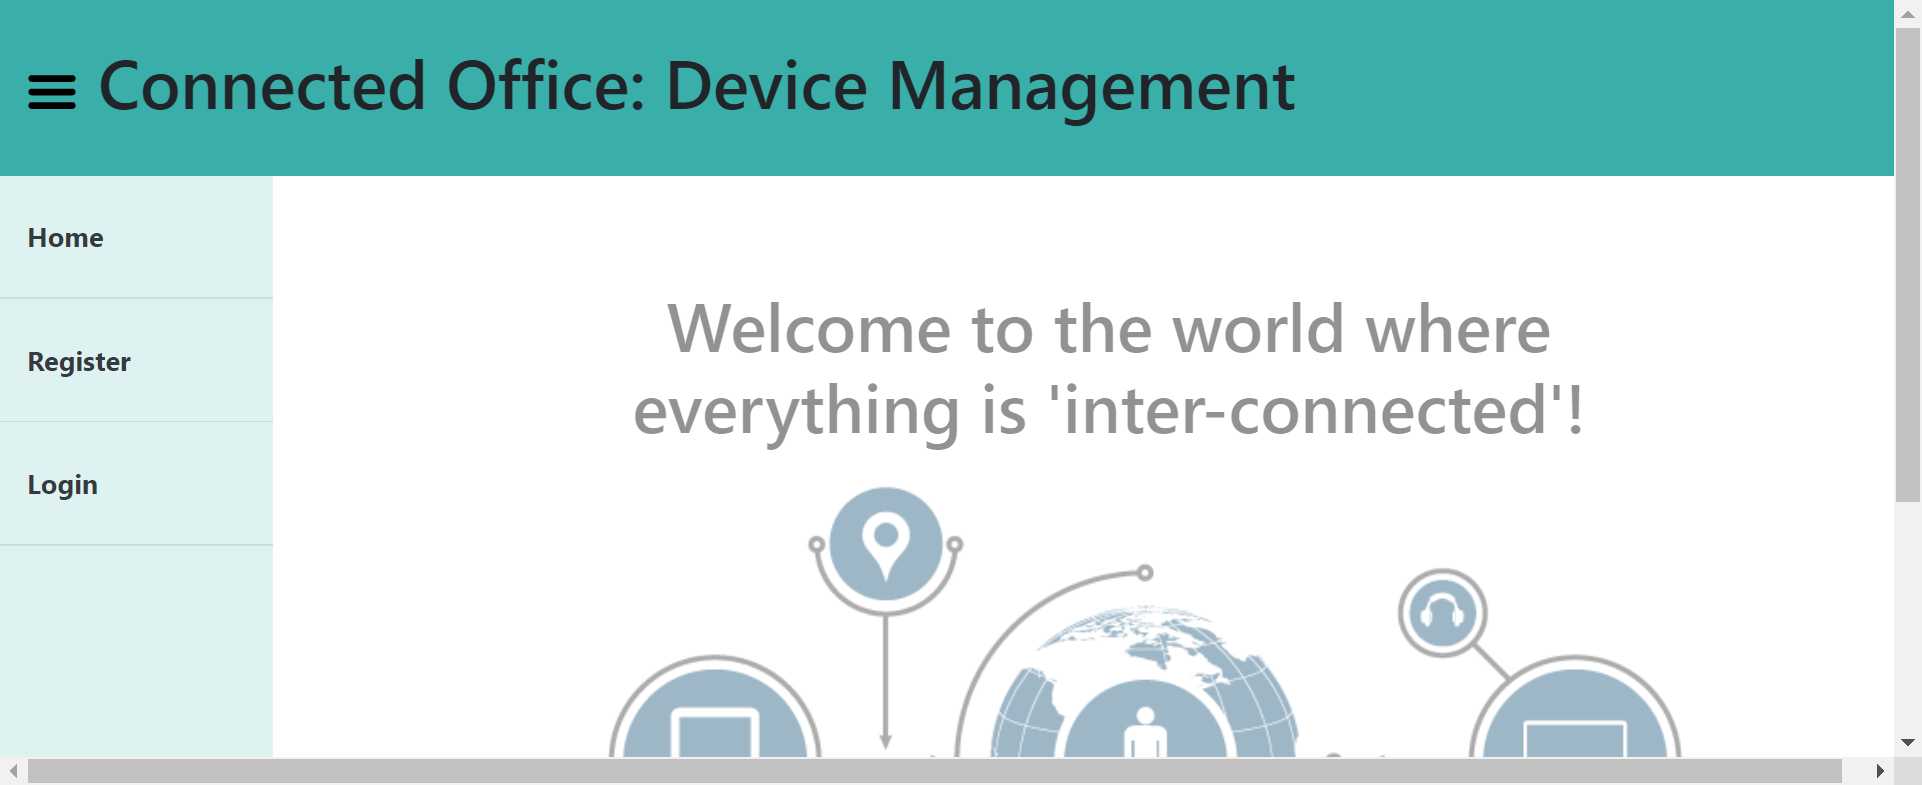 Connected Office: Device Management
Home
Register
Login
Welcome to the world where
everything is 'inter-connected'!